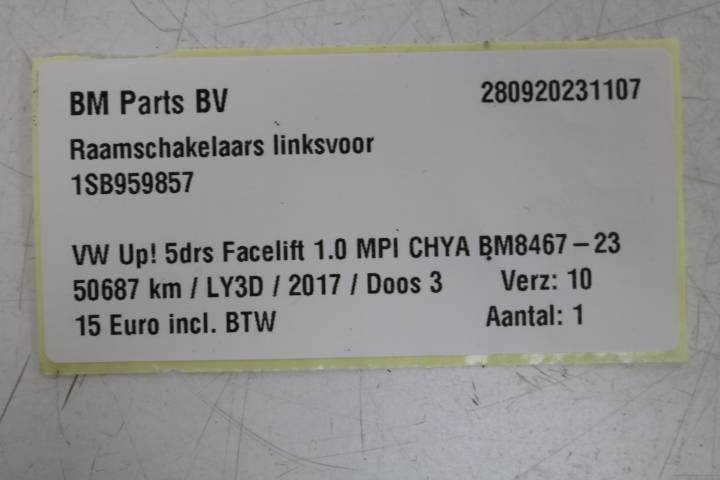 BM Parts BV 280920231107
Raamschakelaars linksvoor
1SB959857
VW Up! 5drs Facelift 1.0 MPI CHYA BM8467-23
50687 km / LY3D / 2017 / Doos 3 Verz: 10
15 Euro incl. BTW Aantal: 1